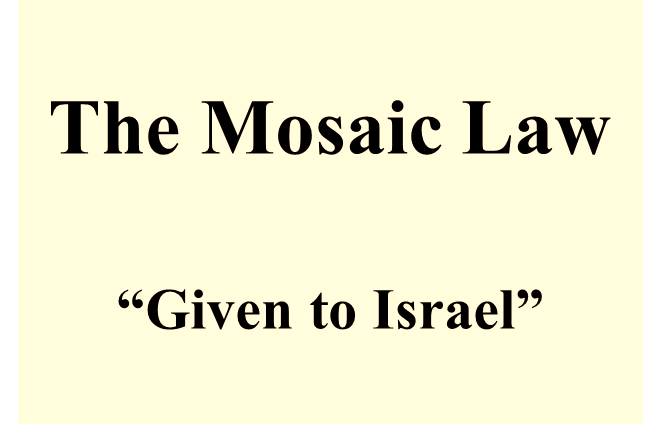 The Mosaic Law
“Given to Israel”